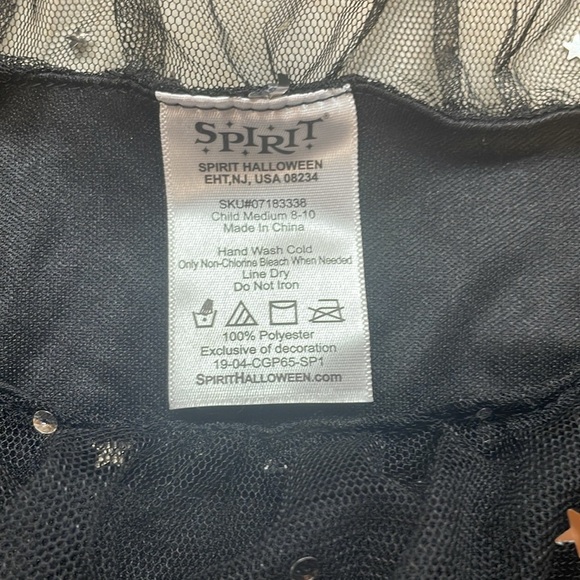 SPIRIT
SPIRIT HALLOWEEN
EHT,NJ, USA 08234
SKU#07183338
Child Medium 8-10
Made In China
Hand Wash Cold
Only Non-Chlorine Bleach When Needed
Line Dry
Do Not Iron
100% Polyester
Exclusive of decoration
19-04-CGP65-SP1
SPIRITHALLOWEEN.COM